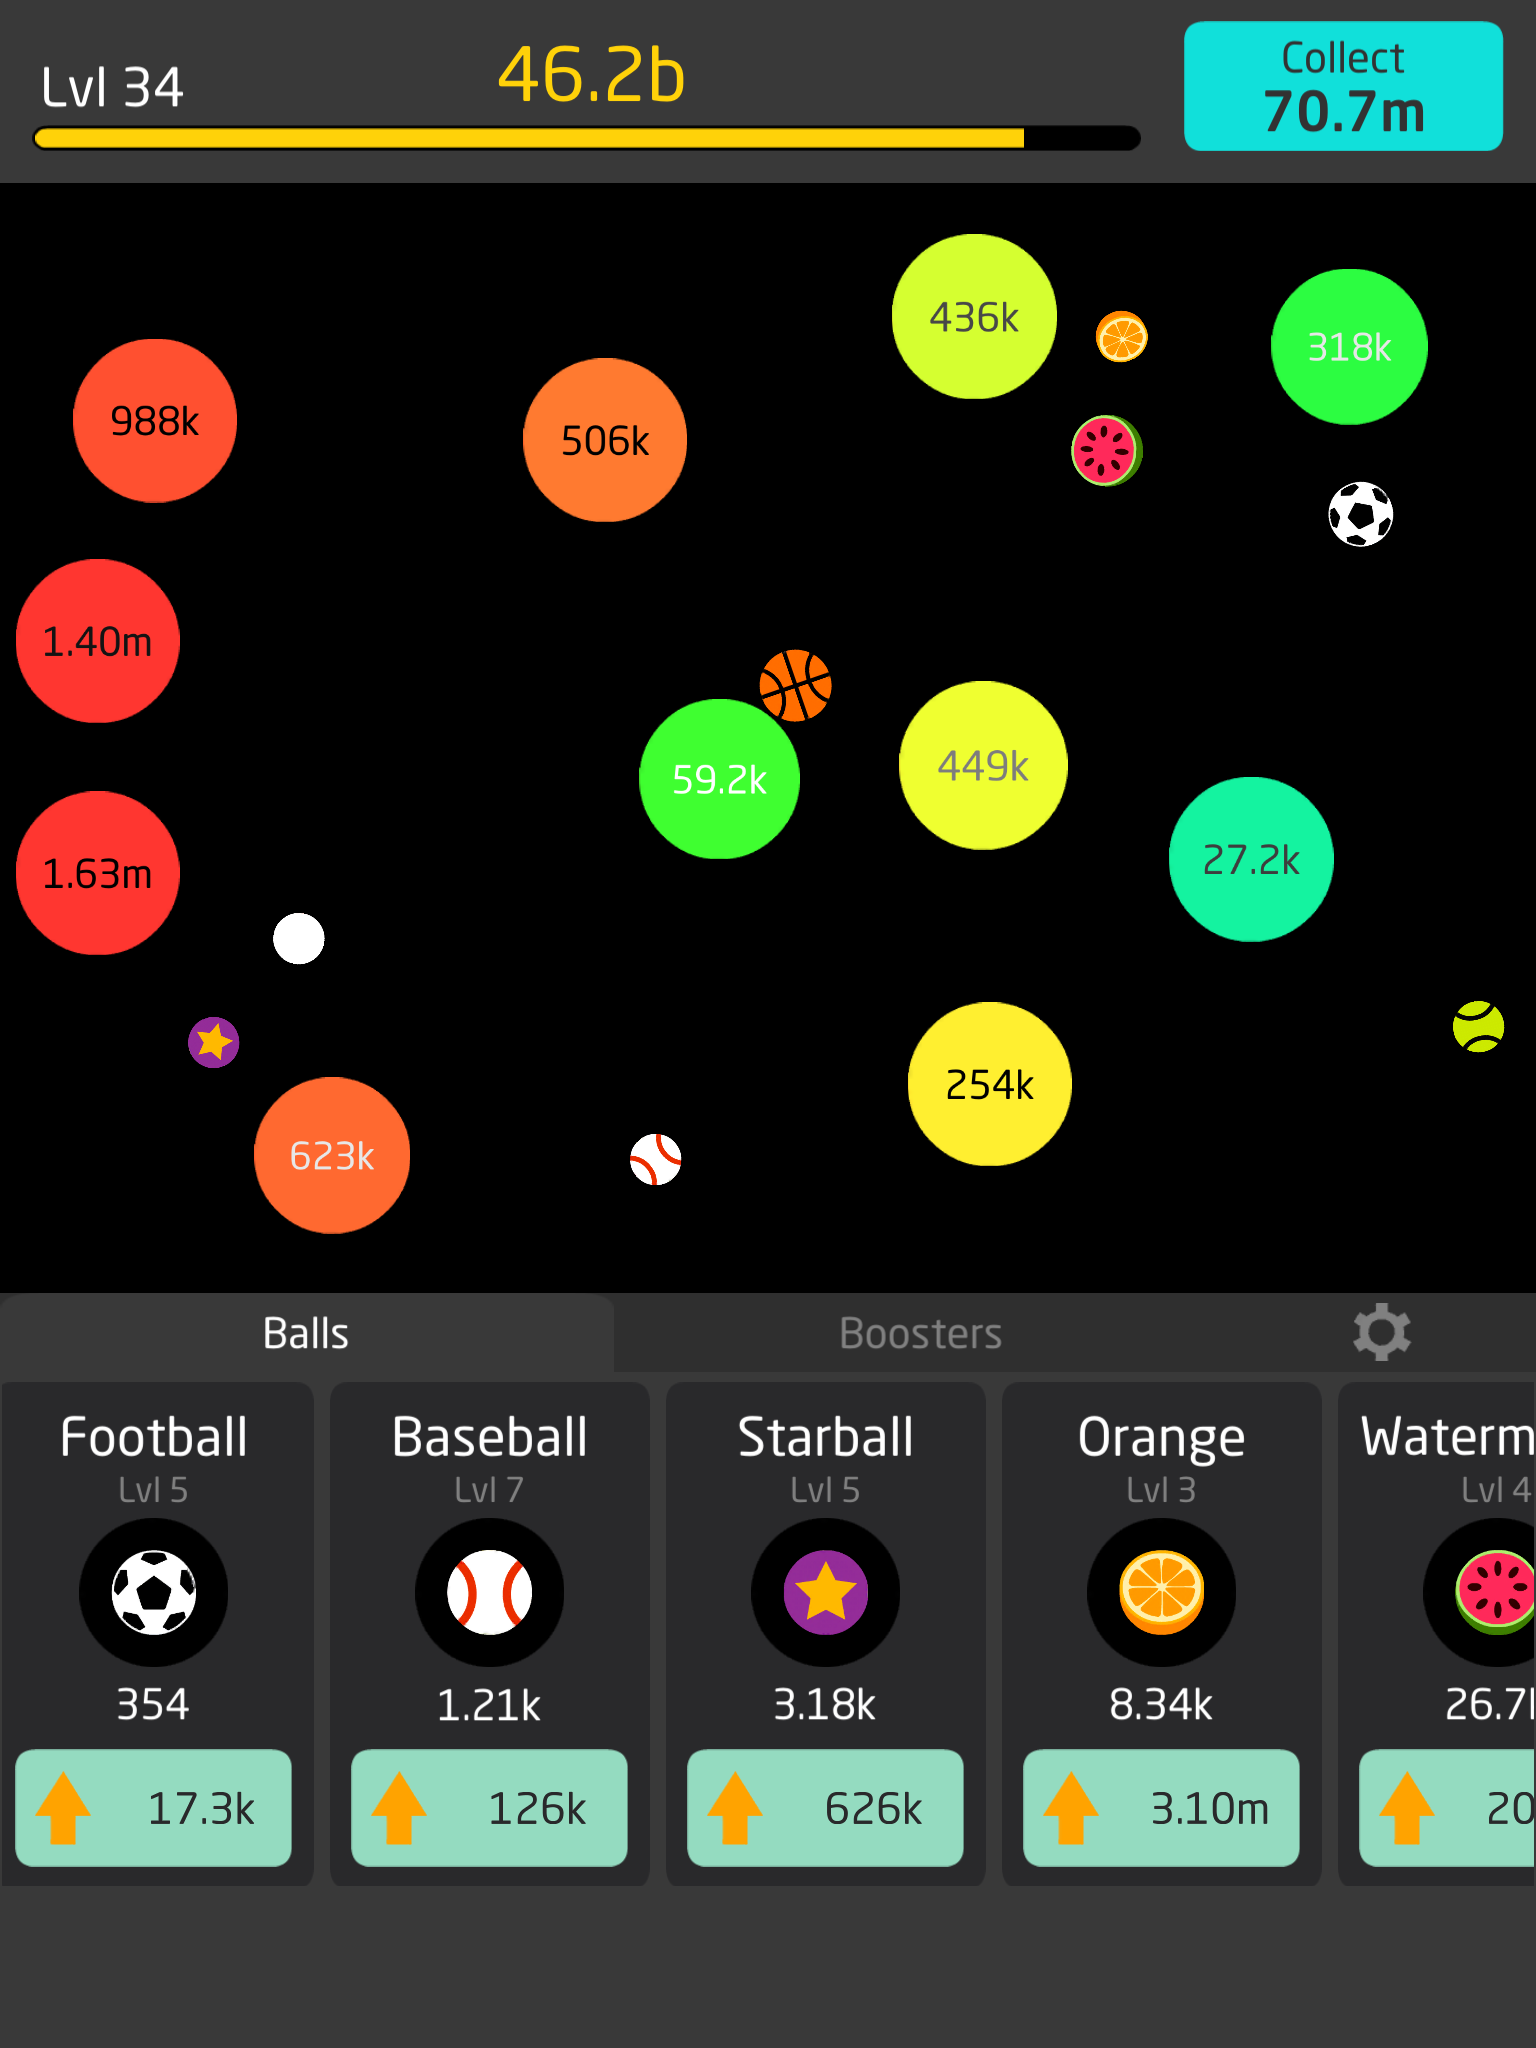 Lvl 34
46.2b
Collect
70.7m
436k
318k
988k
506k
1.40m
59.2k
449k
27.2k
1.63m
254k
623k
Balls
Boosters
Football
Baseball
Starball
Orange
Lvl 5
Lvl 7
Lvl 5
Lvl 3
Lvl 4
354
1.21k
3.18k
8.34k
17.3k
126k
626k
3.10m